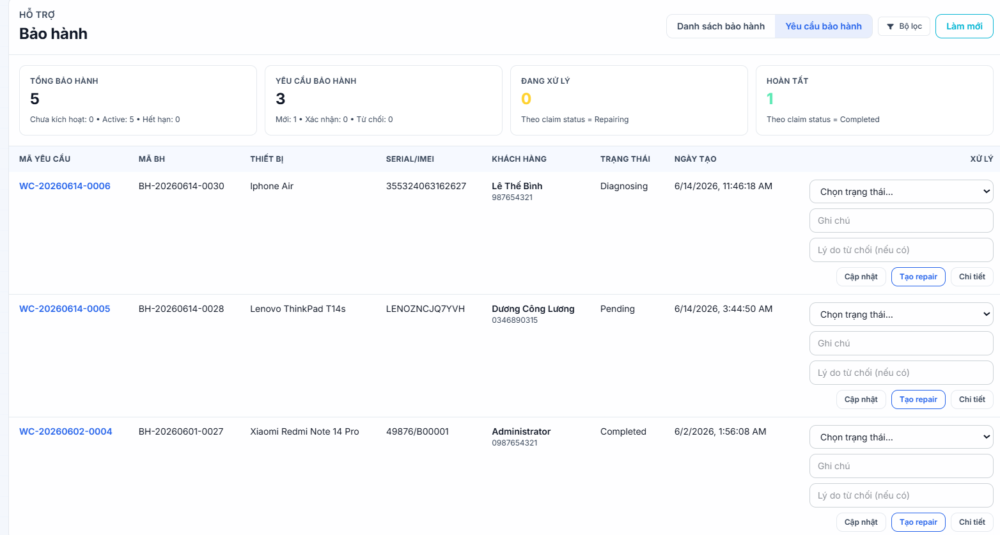 HỖ TRỢ
Bảo hành
Danh sách bảo hành
Yêu cầu bảo hành
Bộ lọc
Làm mới
TỔNG BẢO HÀNH
5
Chưa kích hoạt: 0 • Active: 5 • Hết hạn: 0
YÊU CẦU BẢO HÀNH
3
Mới: 1 • Xác nhận: 0 • Từ chối: 0
ĐANG XỬ LÝ
0
Theo claim status = Repairing
HOÀN TẤT
1
Theo claim status = Completed
MÃ YÊU CẦU MÃ BH THIẾT BỊ SERIAL/IMEI KHÁCH HÀNG TRẠNG THÁI NGÀY TẠO XỬ LÝ
WC-20260614-0006 BH-20260614-0030 Iphone Air 355324063162627 Lê Thế Bình Diagnosing 6/14/2026, 11:46:18 AM
987654321
Chọn trạng thái...
Ghi chú
Lý do từ chối (nếu có)
Cập nhật Tạo repair Chi tiết
WC-20260614-0005 BH-20260614-0028 Lenovo ThinkPad T14s LENOZNCJQ7YVH Dương Công Lương Pending 6/14/2026, 3:44:50 AM
0346890315
Chọn trạng thái...
Ghi chú
Lý do từ chối (nếu có)
Cập nhật Tạo repair Chi tiết
WC-20260602-0004 BH-20260601-0027 Xiaomi Redmi Note 14 Pro 49876/B00001 Administrator Completed 6/2/2026, 1:56:08 AM
0987654321
Chọn trạng thái...
Ghi chú
Lý do từ chối (nếu có)
Cập nhật Tạo repair Chi tiết